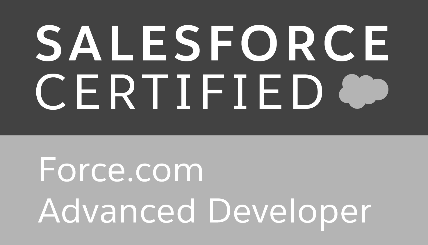 SALESFORCE
CERTIFIED
Force.com
Advanced Developer